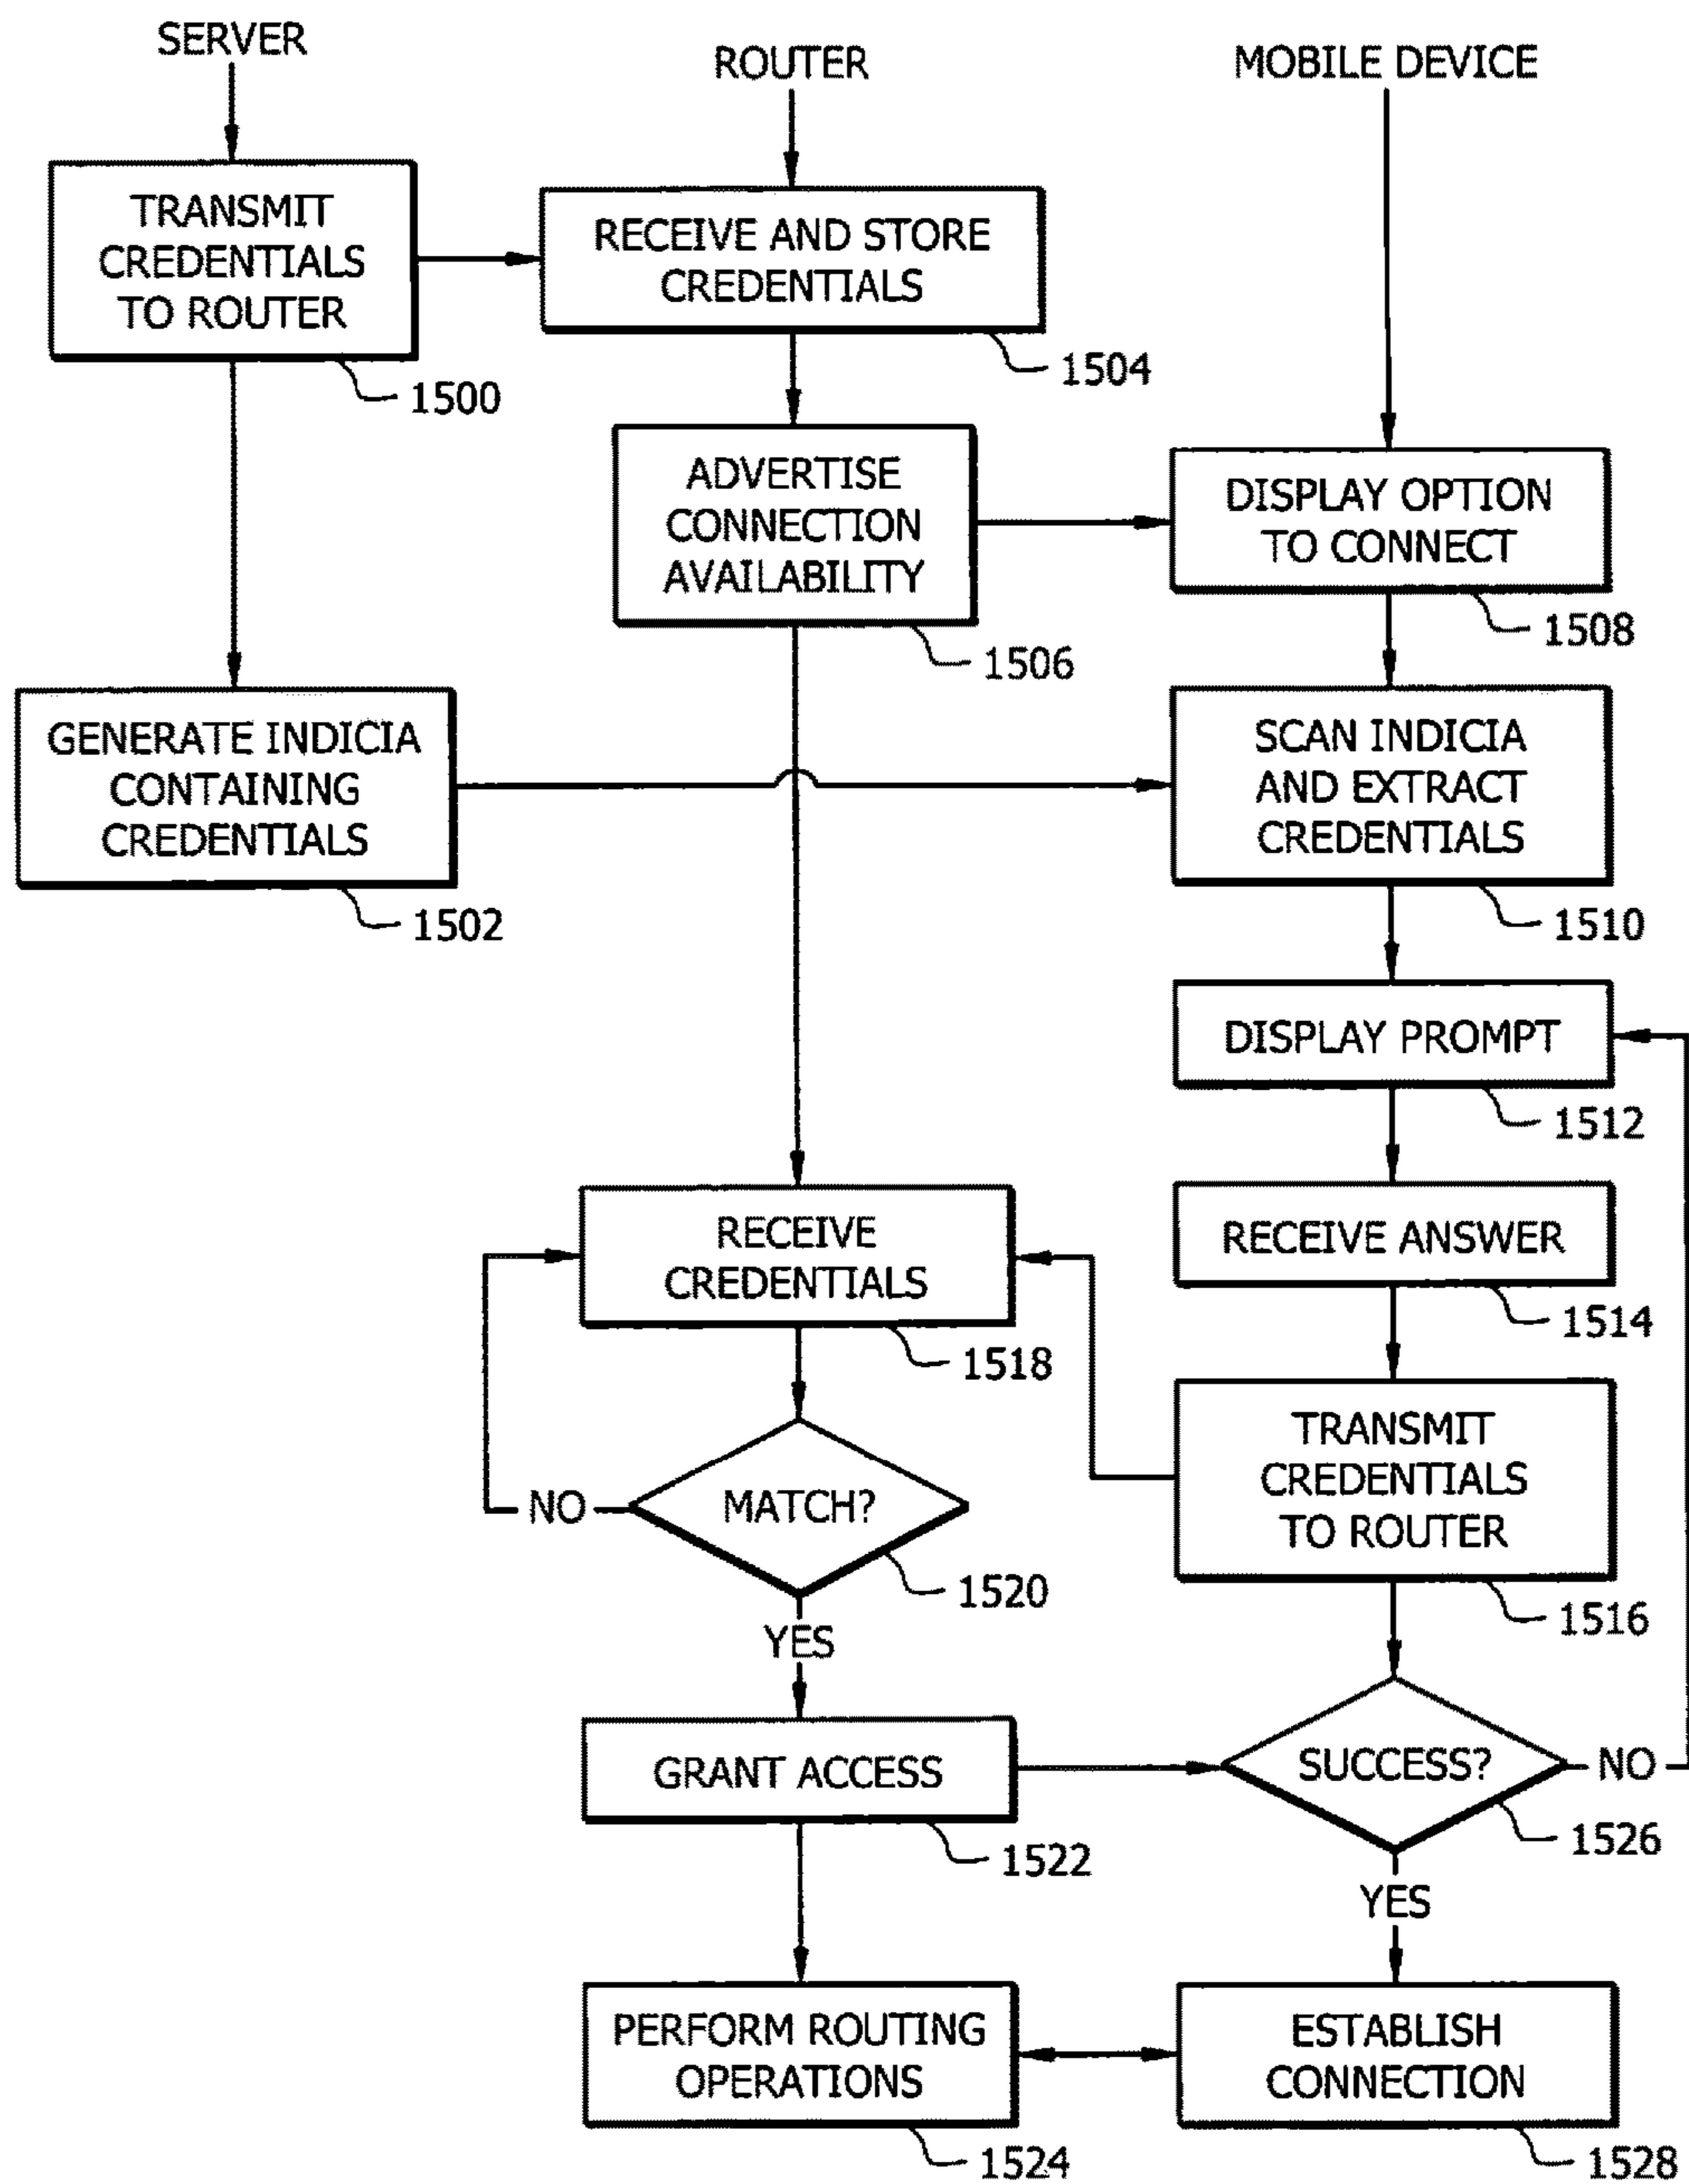 SERVER
ROUTER
MOBILE DEVICE
TRANSMIT
CREDENTIALS
TO ROUTER
1500
RECEIVE AND STORE
CREDENTIALS
1504
ADVERTISE
CONNECTION
AVAILABILITY
1506
DISPLAY OPTION
TO CONNECT
1508
GENERATE INDICIA
CONTAINING
CREDENTIALS
1502
SCAN INDICIA
AND EXTRACT
CREDENTIALS
1510
DISPLAY PROMPT
1512
RECEIVE ANSWER
1514
RECEIVE
CREDENTIALS
1518
TRANSMIT
CREDENTIALS
TO ROUTER
1516
MATCH?
NO
1520
YES
GRANT ACCESS
1522
SUCCESS?
NO
1526
YES
PERFORM ROUTING
OPERATIONS
1524
ESTABLISH
CONNECTION
1528